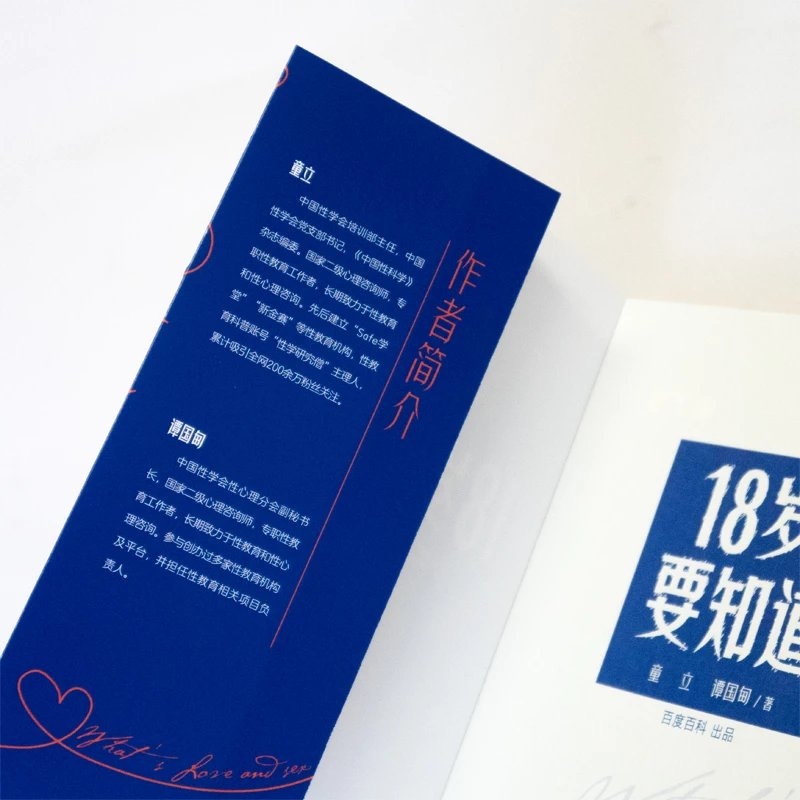 作者简介
童立
中国性学会培训部主任，中国
性学会党支部书记，《中国性科学》
杂志编委。国家二级心理咨询师，专
职性教育工作者，长期致力于性教育
和性心理咨询。先后建立“Safe学
堂”“新金赛”等性教育机构，性教
育科普账号“性学研究僧”主理人，
累计吸引全网200余万粉丝关注。
谭国甸
中国性学会性心理分会副秘书
长，国家二级心理咨询师，专职性教
育工作者，长期致力于性教育和性心
理咨询。参与创办过多家性教育机构
及平台，并担任性教育相关项目负
责人。
What's Love and sex
18岁
要知道
童 立 谭国甸/著
百度百科 出品